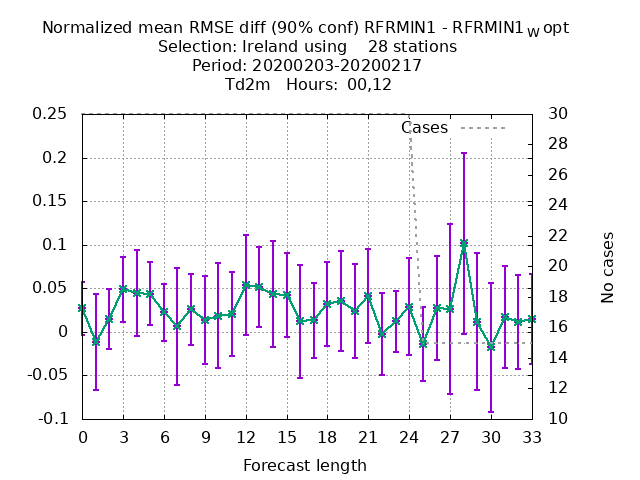 Normalized mean RMSE diff (90% conf) RFRMIN1 - RFRMIN1wopt
Selection: Ireland using 28 stations
Period: 20200203-20200217
Td2m Hours: 00,12
0.25 30
Cases
28
0.2
26
0.15 24
22
0.1
20
0.05
18
0
16
14
-0.05
12
-0.1 10
No cases
0 3 6 9 12 15 18 21 24 27 30 33
Forecast length